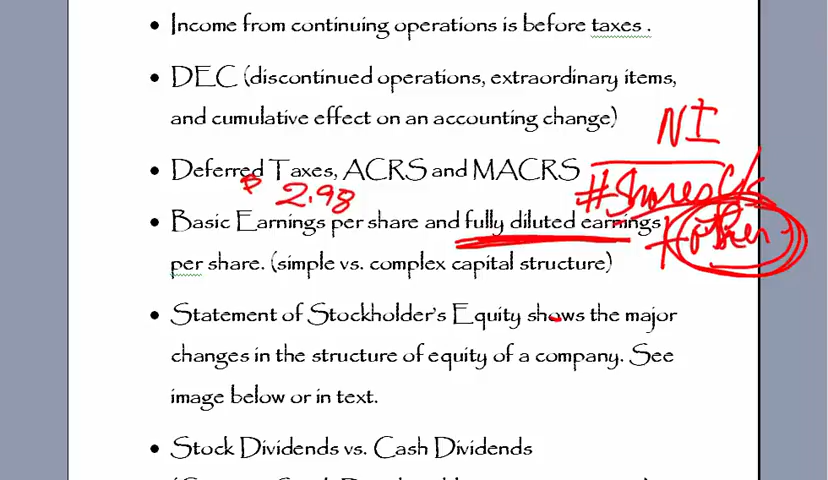 • Income from continuing operations is before taxes .
• DEC (discontinued operations, extraordinary items,
and cumulative effect on an accounting change)
NI
• Deferred Taxes, ACRS and MACRS
# Shares
$ 2.98
• Basic Earnings per share and fully diluted earnings
+ other
per share. (simple vs. complex capital structure)
• Statement of Stockholder's Equity shows the major
changes in the structure of equity of a company. See
image below or in text.
• Stock Dividends vs. Cash Dividends